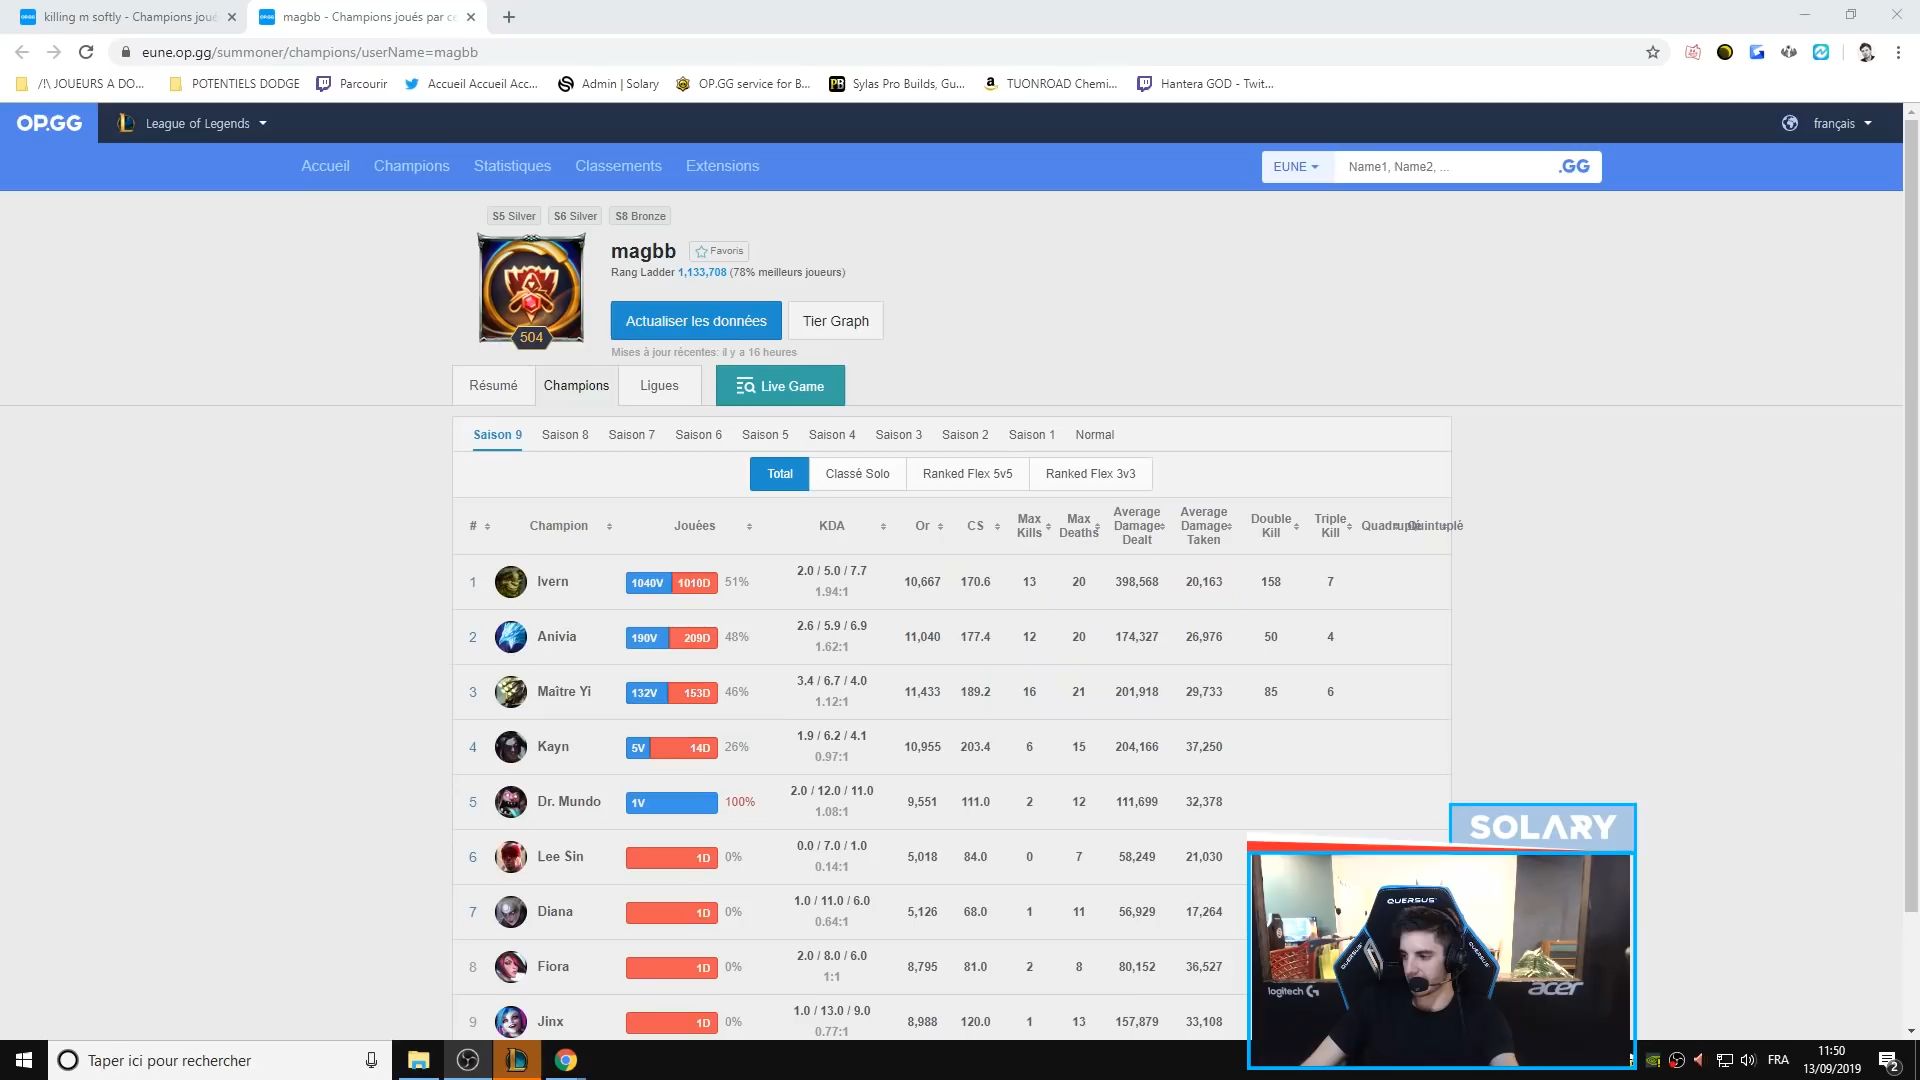 killing m softly - Champions joué
magbb - Champions joués par ce
eune.op.gg/summoner/champions/userName=magbb
/!\ JOUEURS A DO...
POTENTIELS DODGE
Parcourir
Accueil Accueil Acc...
Admin | Solary
OP.GG service for B...
PB
Sylas Pro Builds, Gu...
TUONROAD Chemi...
Hantera GOD - Twit...
OP.GG
League of Legends
français
Accueil
Champions
Statistiques
Classements
Extensions
EUNE
Name1, Name2, ...
.GG
S5 Silver
S6 Silver
S8 Bronze
504
magbb
Favoris
Rang Ladder 1,133,708 (78% meilleurs joueurs)
Actualiser les données
Tier Graph
Mises à jour récentes: il y a 16 heures
Résumé
Champions
Ligues
Live Game
Saison 9
Saison 8
Saison 7
Saison 6
Saison 5
Saison 4
Saison 3
Saison 2
Saison 1
Normal
Total
Classé Solo
Ranked Flex 5v5
Ranked Flex 3v3
#
Champion
Jouées
KDA
Or
CS
Max
Kills
Max
Deaths
Average
Damage
Dealt
Average
Damage
Taken
Double
Kill
Triple
Kill
1 Ivern 1040V 1010D 51% 2.0 / 5.0 / 7.7 10,667 170.6 13 20 398,568 20,163 158 7
1.94:1
2 Anivia 190V 209D 48% 2.6 / 5.9 / 6.9 11,040 177.4 12 20 174,327 26,976 50 4
1.62:1
3 Maître Yi 132V 153D 46% 3.4 / 6.7 / 4.0 11,433 189.2 16 21 201,918 29,733 85 6
1.12:1
4 Kayn 5V 14D 26% 1.9 / 6.2 / 4.1 10,955 203.4 6 15 204,166 37,250
0.97:1
5 Dr. Mundo 1V 100% 2.0 / 12.0 / 11.0 9,551 111.0 2 12 111,699 32,378
1.08:1
6 Lee Sin 1D 0% 0.0 / 7.0 / 1.0 5,018 84.0 0 7 58,249 21,030
0.14:1
7 Diana 1D 0% 1.0 / 11.0 / 6.0 5,126 68.0 1 11 56,929 17,264
0.64:1
8 Fiora 1D 0% 2.0 / 8.0 / 6.0 8,795 81.0 2 8 80,152 36,527
1:1
9 Jinx 1D 0% 1.0 / 13.0 / 9.0 8,988 120.0 1 13 157,879 33,108
0.77:1
SOLARY
QUERSUS
QUERSUS
QUERSUS
logitech G
acer
Taper ici pour rechercher
FRA
11:50
13/09/2019
2